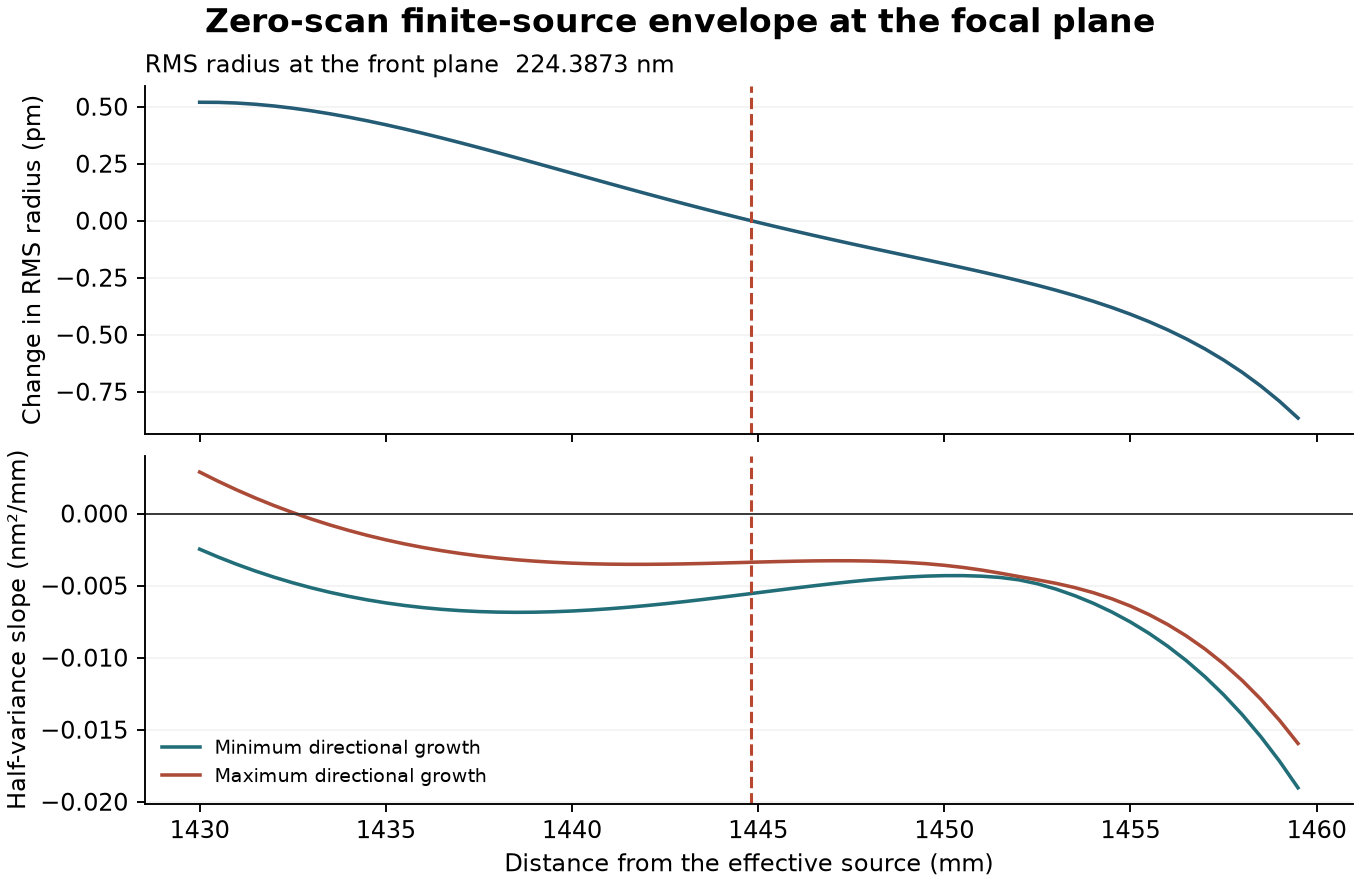 Zero-scan finite-source envelope at the focal plane
RMS radius at the front plane  224.3873 nm
Change in RMS radius (pm)
0.50
0.25
0.00
−0.25
−0.50
−0.75
Half-variance slope (nm²/mm)
0.000
−0.005
−0.010
−0.015
−0.020
Minimum directional growth
Maximum directional growth
1430 1435 1440 1445 1450 1455 1460
Distance from the effective source (mm)